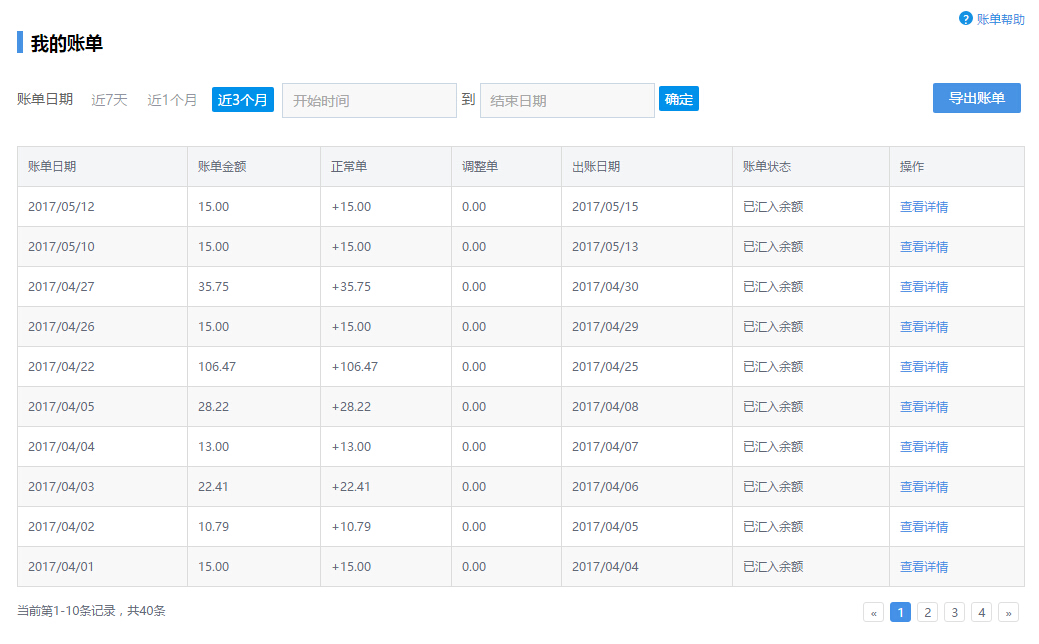 ? 账单帮助
我的账单
账单日期 近7天 近1个月 近3个月 开始时间 到 结束日期 确定 导出账单
账单日期 账单金额 正常单 调整单 出账日期 账单状态 操作
2017/05/12 15.00 +15.00 0.00 2017/05/15 已汇入余额 查看详情
2017/05/10 15.00 +15.00 0.00 2017/05/13 已汇入余额 查看详情
2017/04/27 35.75 +35.75 0.00 2017/04/30 已汇入余额 查看详情
2017/04/26 15.00 +15.00 0.00 2017/04/29 已汇入余额 查看详情
2017/04/22 106.47 +106.47 0.00 2017/04/25 已汇入余额 查看详情
2017/04/05 28.22 +28.22 0.00 2017/04/08 已汇入余额 查看详情
2017/04/04 13.00 +13.00 0.00 2017/04/07 已汇入余额 查看详情
2017/04/03 22.41 +22.41 0.00 2017/04/06 已汇入余额 查看详情
2017/04/02 10.79 +10.79 0.00 2017/04/05 已汇入余额 查看详情
2017/04/01 15.00 +15.00 0.00 2017/04/04 已汇入余额 查看详情
当前第1-10条记录，共40条 « 1 2 3 4 »